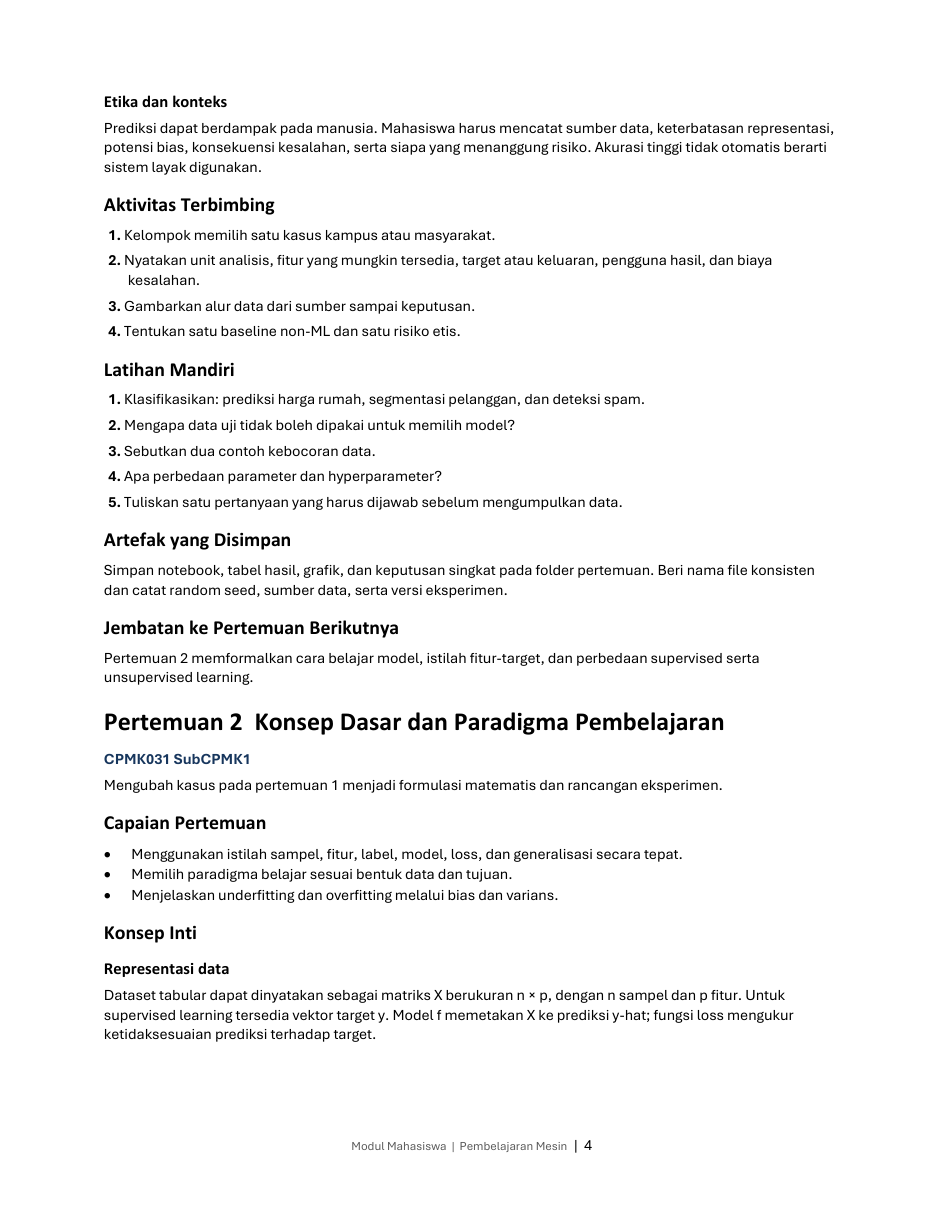 Etika dan konteks
Prediksi dapat berdampak pada manusia. Mahasiswa harus mencatat sumber data, keterbatasan representasi,
potensi bias, konsekuensi kesalahan, serta siapa yang menanggung risiko. Akurasi tinggi tidak otomatis berarti
sistem layak digunakan.
Aktivitas Terbimbing
1. Kelompok memilih satu kasus kampus atau masyarakat.
2. Nyatakan unit analisis, fitur yang mungkin tersedia, target atau keluaran, pengguna hasil, dan biaya
kesalahan.
3. Gambarkan alur data dari sumber sampai keputusan.
4. Tentukan satu baseline non-ML dan satu risiko etis.
Latihan Mandiri
1. Klasifikasikan: prediksi harga rumah, segmentasi pelanggan, dan deteksi spam.
2. Mengapa data uji tidak boleh dipakai untuk memilih model?
3. Sebutkan dua contoh kebocoran data.
4. Apa perbedaan parameter dan hyperparameter?
5. Tuliskan satu pertanyaan yang harus dijawab sebelum mengumpulkan data.
Artefak yang Disimpan
Simpan notebook, tabel hasil, grafik, dan keputusan singkat pada folder pertemuan. Beri nama file konsisten
dan catat random seed, sumber data, serta versi eksperimen.
Jembatan ke Pertemuan Berikutnya
Pertemuan 2 memformalkan cara belajar model, istilah fitur-target, dan perbedaan supervised serta
unsupervised learning.
Pertemuan 2  Konsep Dasar dan Paradigma Pembelajaran
CPMK031 SubCPMK1
Mengubah kasus pada pertemuan 1 menjadi formulasi matematis dan rancangan eksperimen.
Capaian Pertemuan
• Menggunakan istilah sampel, fitur, label, model, loss, dan generalisasi secara tepat.
• Memilih paradigma belajar sesuai bentuk data dan tujuan.
• Menjelaskan underfitting dan overfitting melalui bias dan varians.
Konsep Inti
Representasi data
Dataset tabular dapat dinyatakan sebagai matriks X berukuran n × p, dengan n sampel dan p fitur. Untuk
supervised learning tersedia vektor target y. Model f memetakan X ke prediksi y-hat; fungsi loss mengukur
ketidaksesuaian prediksi terhadap target.
Modul Mahasiswa | Pembelajaran Mesin | 4